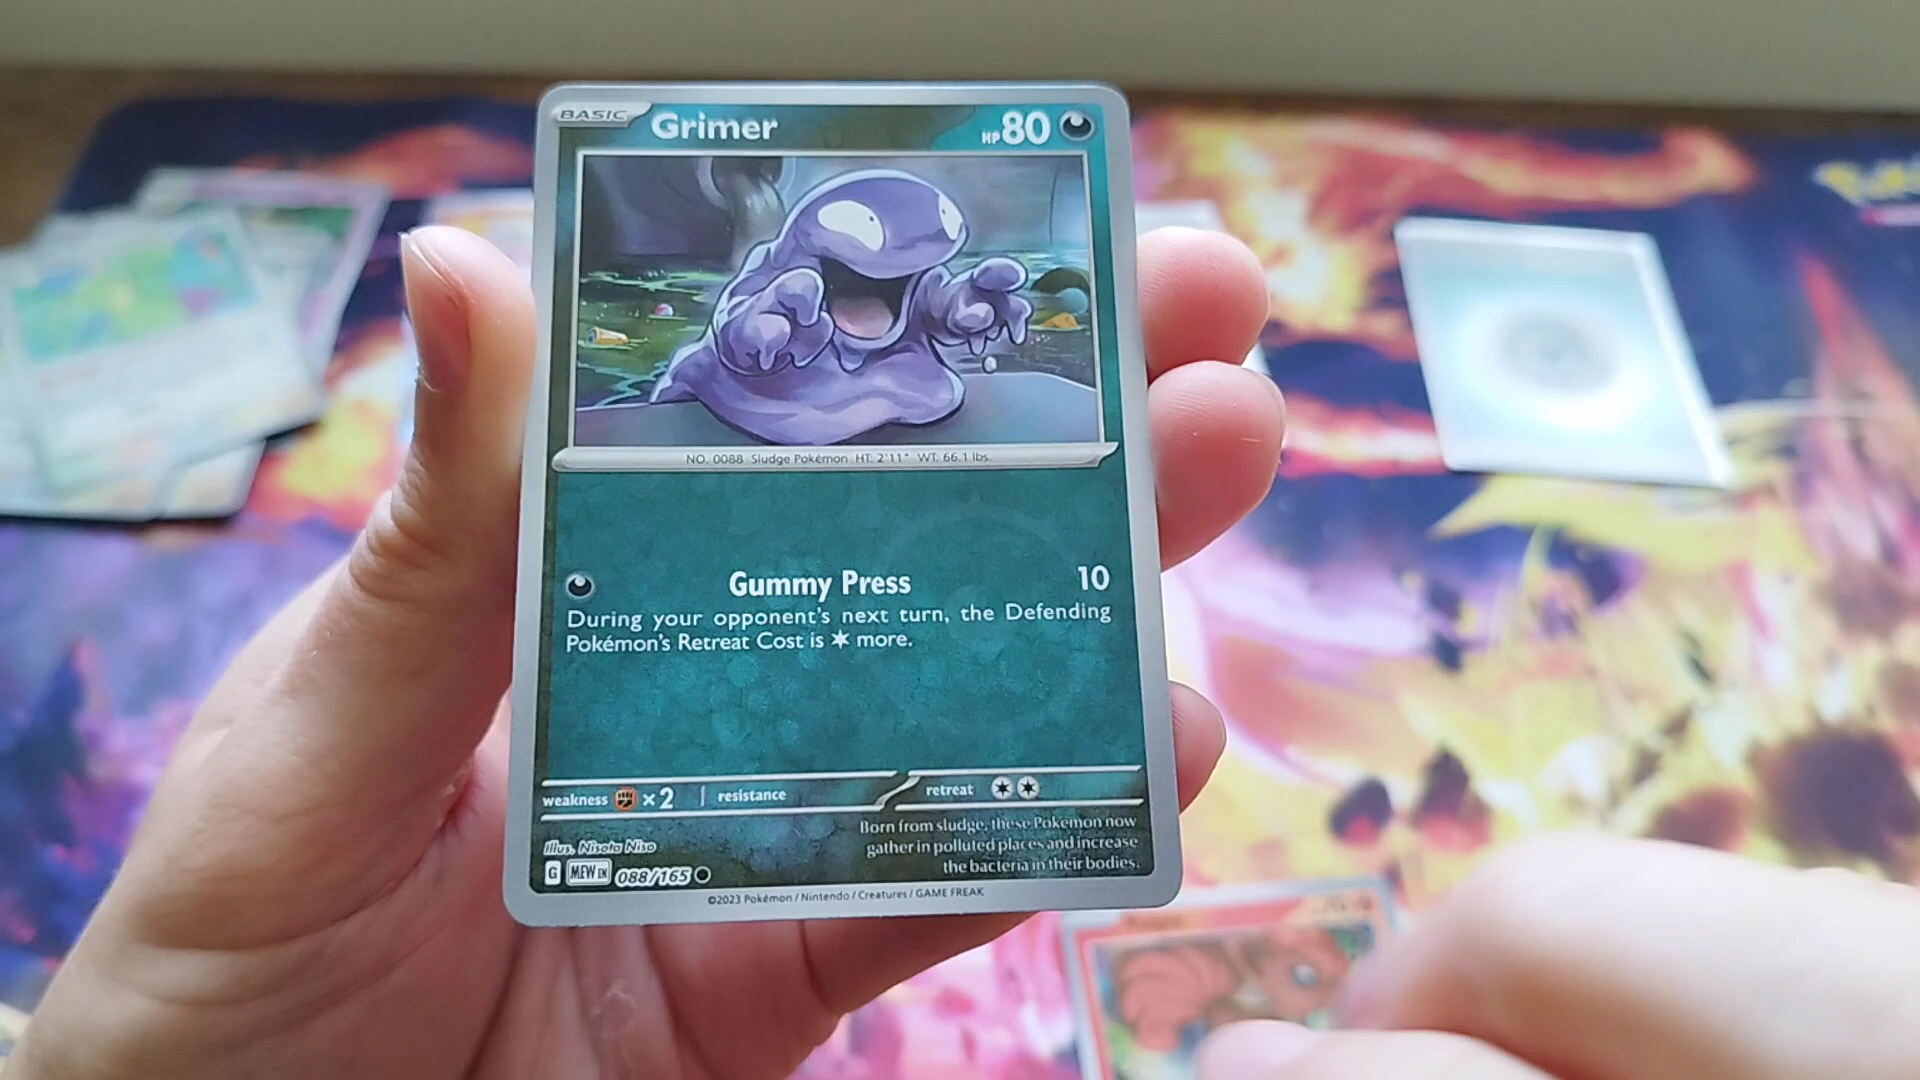 BASIC Grimer HP 80
NO. 0088 Sludge Pokémon HT: 2'11" WT: 66.1 lbs.
Gummy Press 10
During your opponent's next turn, the Defending
Pokémon's Retreat Cost is more.
weakness ×2 resistance retreat
Born from sludge, these Pokémon now
gather in polluted places and increase
the bacteria in their bodies.
Illus. Nisota Niso
G MEW EN 088/165
©2023 Pokémon / Nintendo / Creatures / GAME FREAK